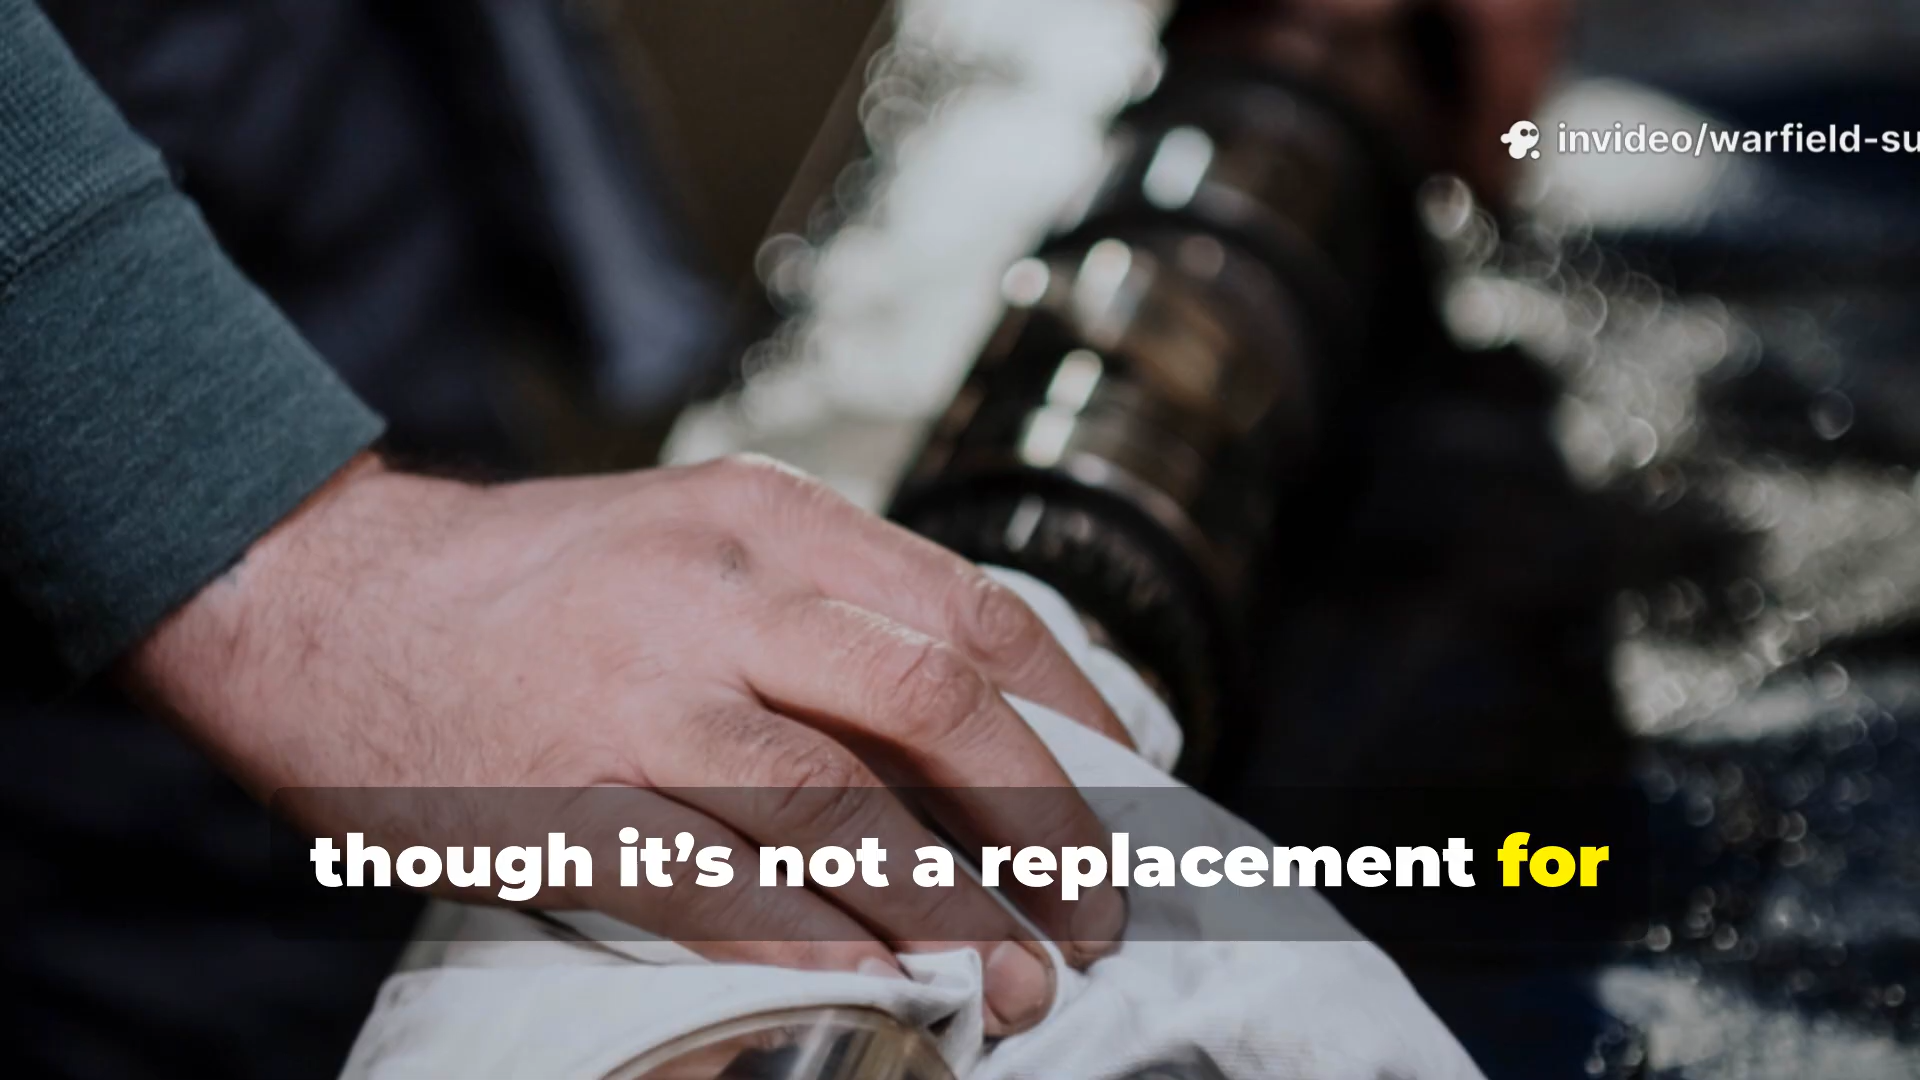 invideo/warfield-su
though it’s not a replacement for